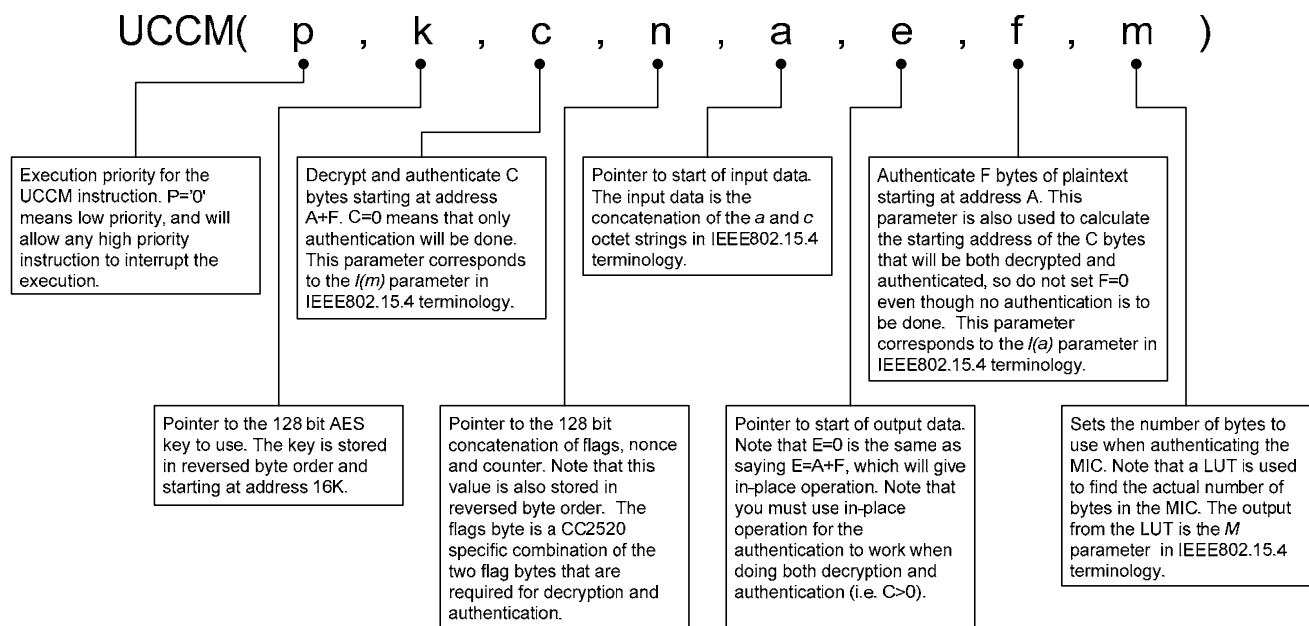 UCCM( p , k , c , n , a , e , f , m )
Execution priority for the
UCCM instruction. P='0'
means low priority, and will
allow any high priority
instruction to interrupt the
execution.
Decrypt and authenticate C
bytes starting at address
A+F. C=0 means that only
authentication will be done.
This parameter corresponds
to the l(m) parameter in
IEEE802.15.4 terminology.
Pointer to start of input data.
The input data is the
concatenation of the a and c
octet strings in IEEE802.15.4
terminology.
Authenticate F bytes of plaintext
starting at address A. This
parameter is also used to calculate
the starting address of the C bytes
that will be both decrypted and
authenticated, so do not set F=0
even though no authentication is to
be done. This parameter
corresponds to the l(a) parameter in
IEEE802.15.4 terminology.
Pointer to the 128 bit AES
key to use. The key is stored
in reversed byte order and
starting at address 16K.
Pointer to the 128 bit
concatenation of flags, nonce
and counter. Note that this
value is also stored in
reversed byte order. The
flags byte is a CC2520
specific combination of the
two flag bytes that are
required for decryption and
authentication.
Pointer to start of output data.
Note that E=0 is the same as
saying E=A+F, which will give
in-place operation. Note that
you must use in-place
operation for the
authentication to work when
doing both decryption and
authentication (i.e. C>0).
Sets the number of bytes to
use when authenticating the
MIC. Note that a LUT is used
to find the actual number of
bytes in the MIC. The output
from the LUT is the M
parameter in IEEE802.15.4
terminology.